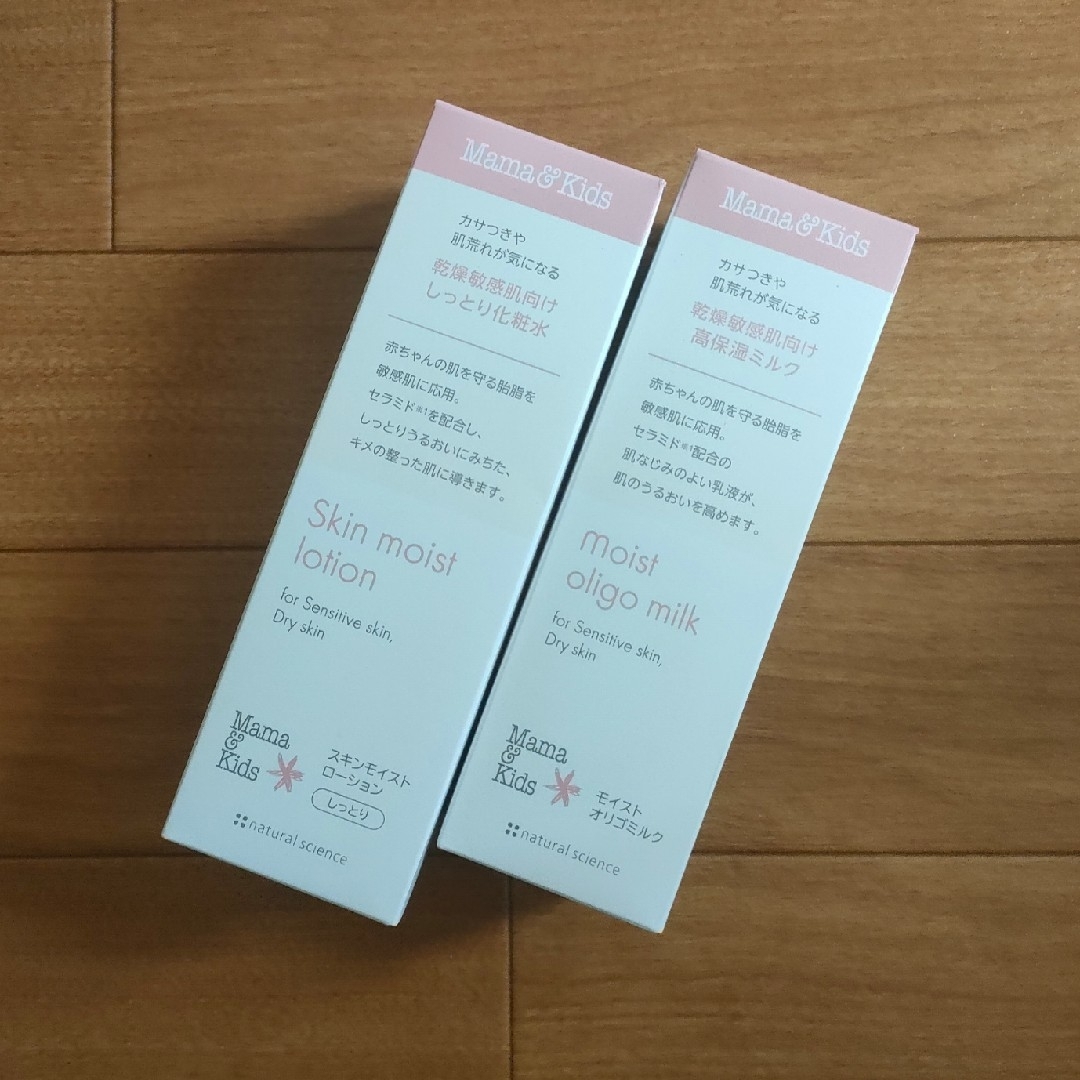 Mama&Kids
カサつきや
肌荒れが気になる
乾燥敏感肌向け
しっとり化粧水
赤ちゃんの肌を守る胎脂を
敏感肌に応用。
セラミド※1を配合し、
しっとりうるおいにみちた、
キメの整った肌に導きます。
Skin moist
lotion
for Sensitive skin,
Dry skin
Mama
&
Kids
スキンモイスト
ローション
しっとり
natural science
Mama&Kids
カサつきや
肌荒れが気になる
乾燥敏感肌向け
高保湿ミルク
赤ちゃんの肌を守る胎脂を
敏感肌に応用。
セラミド※1配合の
肌なじみのよい乳液が、
肌のうるおいを高めます。
moist
oligo milk
for Sensitive skin,
Dry skin
Mama
&
Kids
モイスト
オリゴミルク
natural science